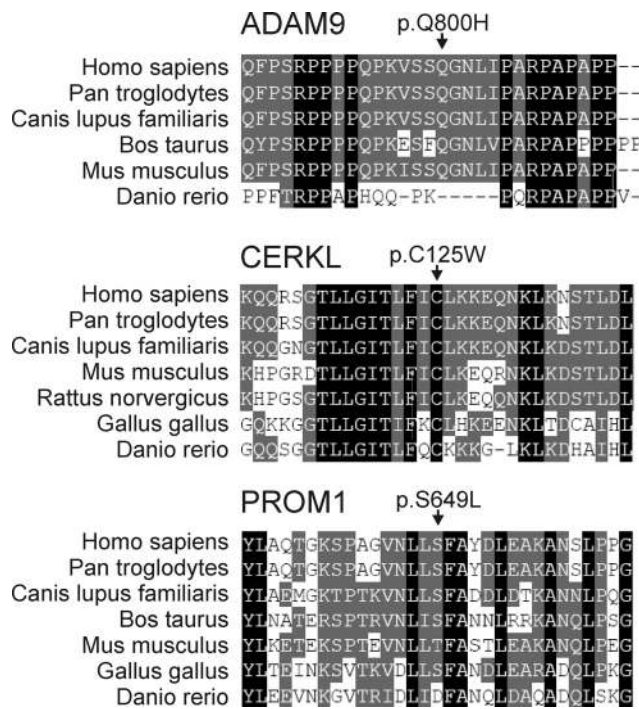 ADAM9
p.Q800H
Homo sapiens QFPSRPPPPQPKVSSQGNLIPARPAPAPP--
Pan troglodytes QFPSRPPPPQPKVSSQGNLIPARPAPAPP--
Canis lupus familiaris QFPSRPPPPQPKVSSQGNLIPARPAPAPP--
Bos taurus QYPSRPPPPQPKESFQGNLVPARPAPPPPPP
Mus musculus QFPSRPPPPQPKISSQGNLIPARPAPAPP--
Danio rerio PPFTRPPAPHQQ-PK-----PQRPAPAPPV-
CERKL
p.C125W
Homo sapiens KQQRSGTLLGITLFICLKKEQNKLKNSTLDL
Pan troglodytes KQQRSGTLLGITLFICLKKEQNKLKNSTLDL
Canis lupus familiaris KQQGNGTLLGITLFICLKKEQNKLKDSTLDL
Mus musculus KHPGRDTLLGITLFICLKKEQRNKLKDSTLDL
Rattus norvergicus KHPGSGTLLGITLFICLKKEQNKLKDSTLDL
Gallus gallus GQKKGGTLLGITIFKCLHKEENKLTDCAIHL
Danio rerio GQQSGGTLLGITLFQCKKKG-LKLKDHAIHL
PROM1
p.S649L
Homo sapiens YLAQTGKSPAGVNLLSFAYDLEAKANSLPPG
Pan troglodytes YLAQTGKSPAGVNLLSFAYDLEAKANSLPPG
Canis lupus familiaris YLAEMGKTPTKVNLLSFADDLDTKANNLPQG
Bos taurus YLNATERSPTRVNLISFANNLRRKANQLPSG
Mus musculus YLKETEKSPTEVNLLTFASTLEAKANQLPEG
Gallus gallus YLTEINKSVTKVDLLSFANDLEARADQLPKG
Danio rerio YLEEVNKGVTRIDLIDFANQLDAQADQLSKG